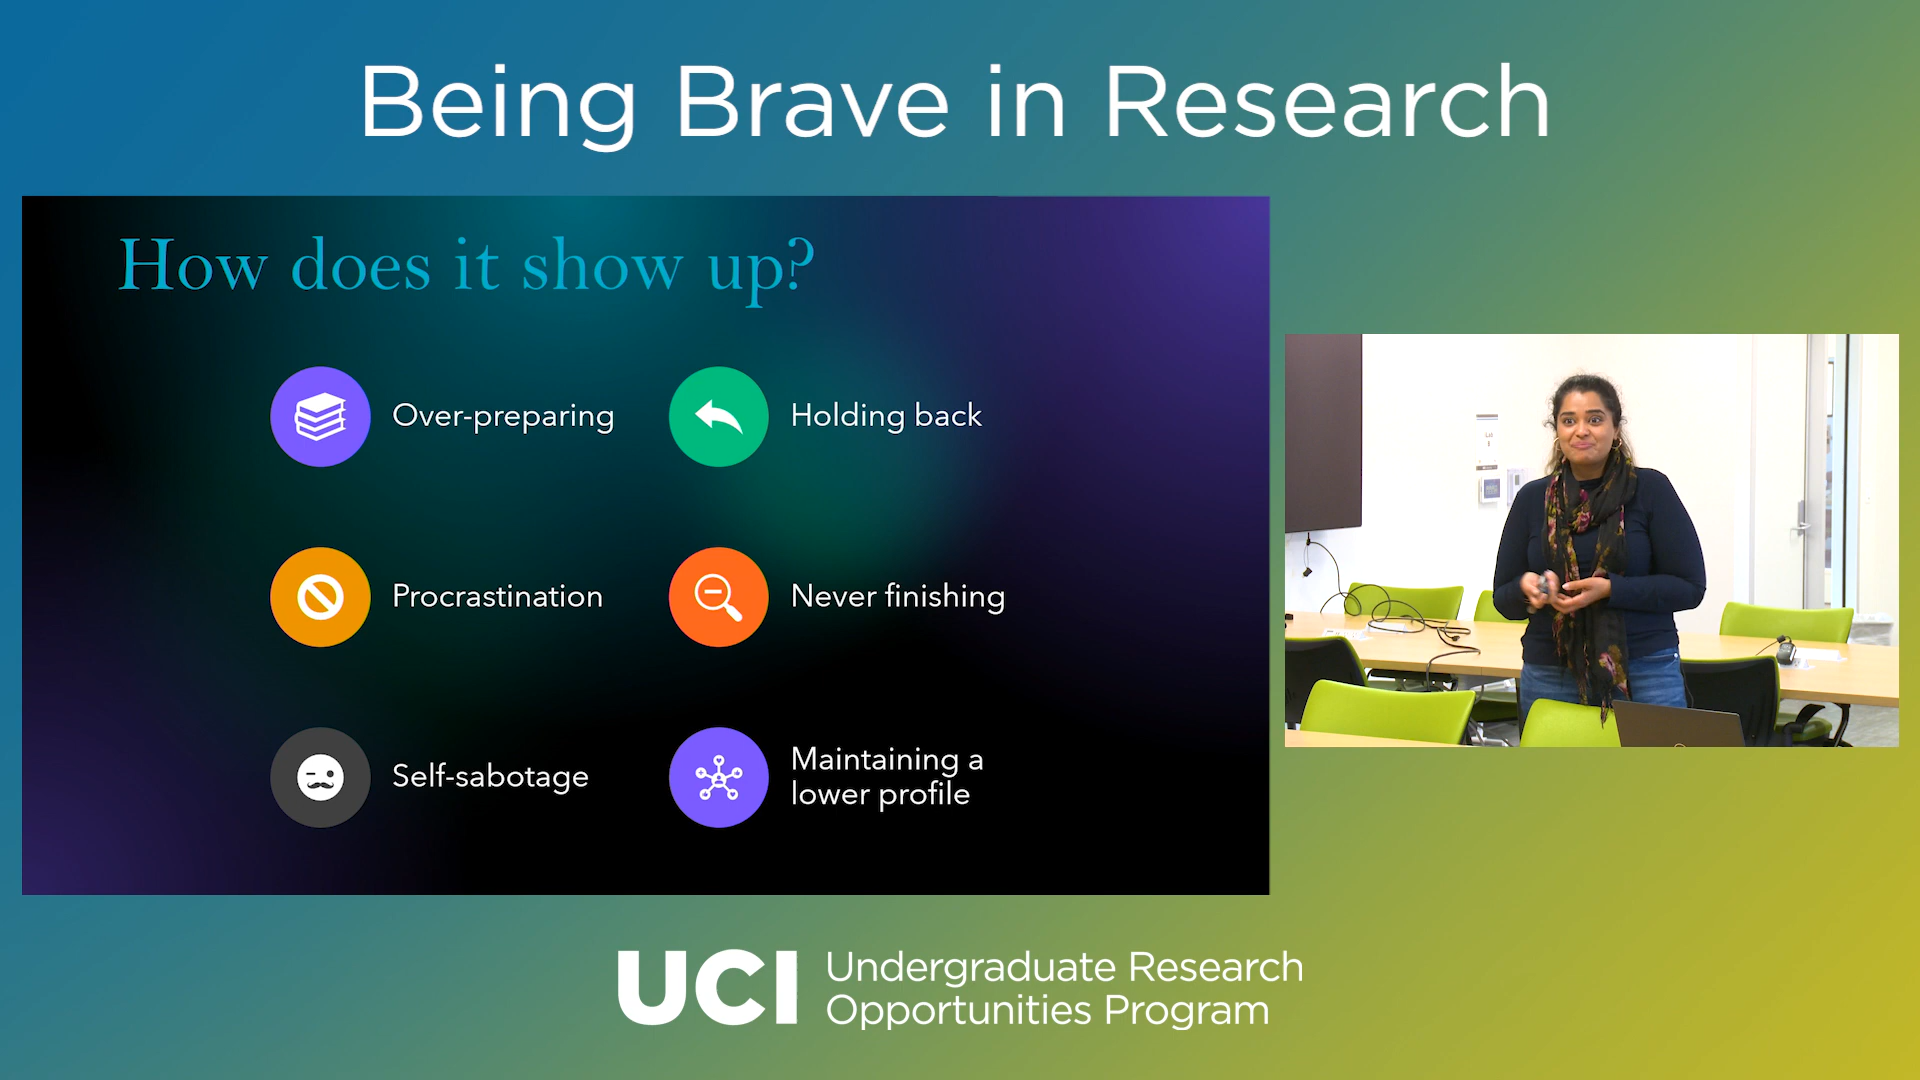 Being Brave in Research
How does it show up?
Over-preparing
Holding back
Procrastination
Never finishing
Self-sabotage
Maintaining a
lower profile
UCI
Undergraduate Research
Opportunities Program